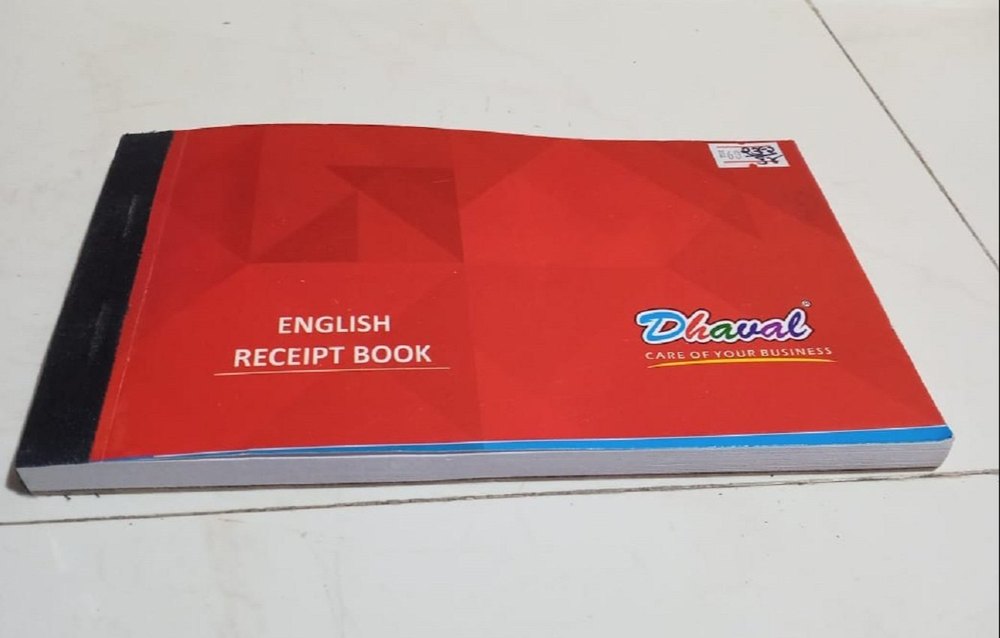 ENGLISH
RECEIPT BOOK
Dhaval®
CARE OF YOUR BUSINESS